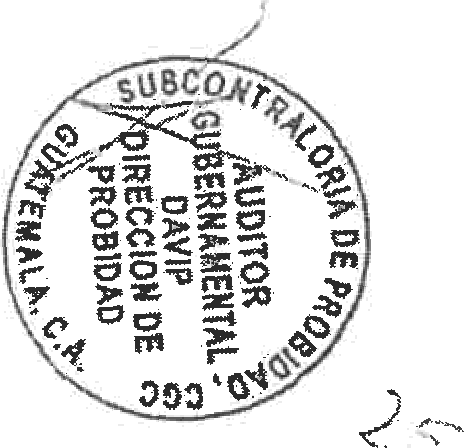 SUBCONTRALORIA DE PROBIDAD, CGC
AUDITOR
GUBERNAMENTAL
DAVIP
DIRECCION DE
PROBIDAD
GUATEMALA. C.A.